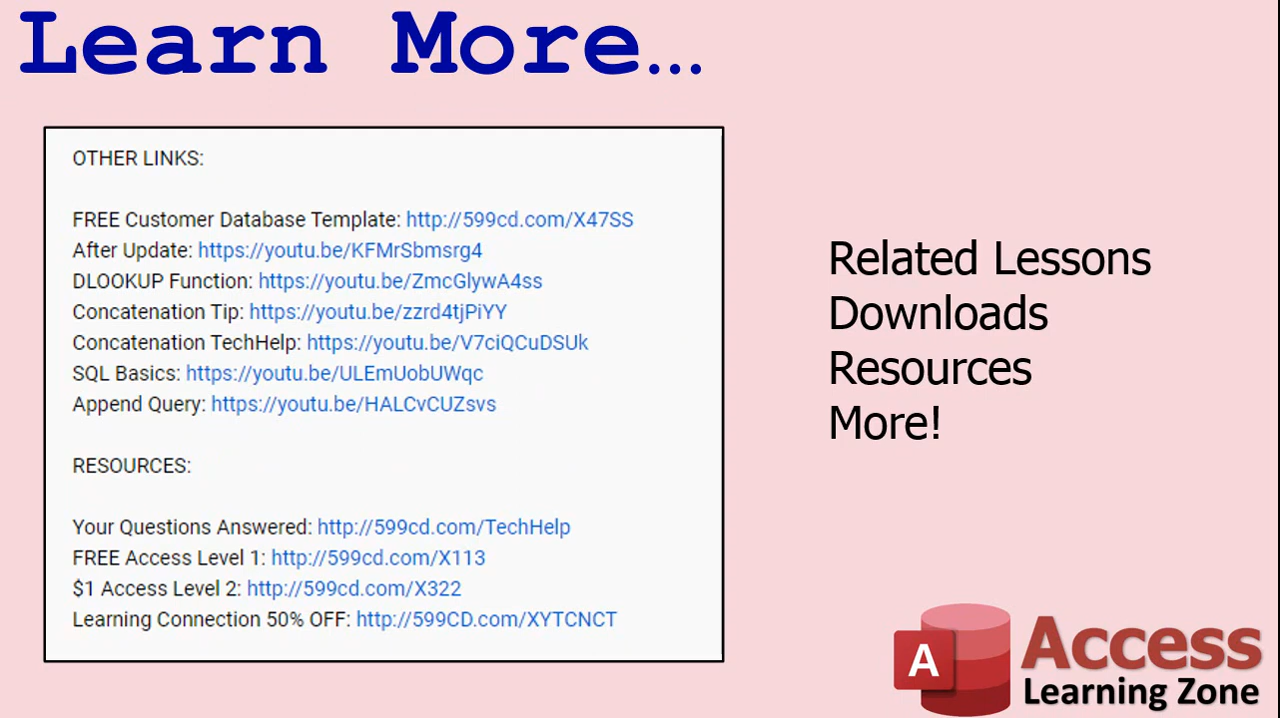 Learn More...
OTHER LINKS:
FREE Customer Database Template: http://599cd.com/X47SS
After Update: https://youtu.be/KFMrSbmsrg4
DLOOKUP Function: https://youtu.be/ZmcGlywA4ss
Concatenation Tip: https://youtu.be/zzrd4tjPiYY
Concatenation TechHelp: https://youtu.be/V7ciQCuDSUk
SQL Basics: https://youtu.be/ULEmUobUWqc
Append Query: https://youtu.be/HALCvCUZsvs
RESOURCES:
Your Questions Answered: http://599cd.com/TechHelp
FREE Access Level 1: http://599cd.com/X113
$1 Access Level 2: http://599cd.com/X322
Learning Connection 50% OFF: http://599CD.com/XYTCNCT
Related Lessons
Downloads
Resources
More!
A
Access
Learning Zone